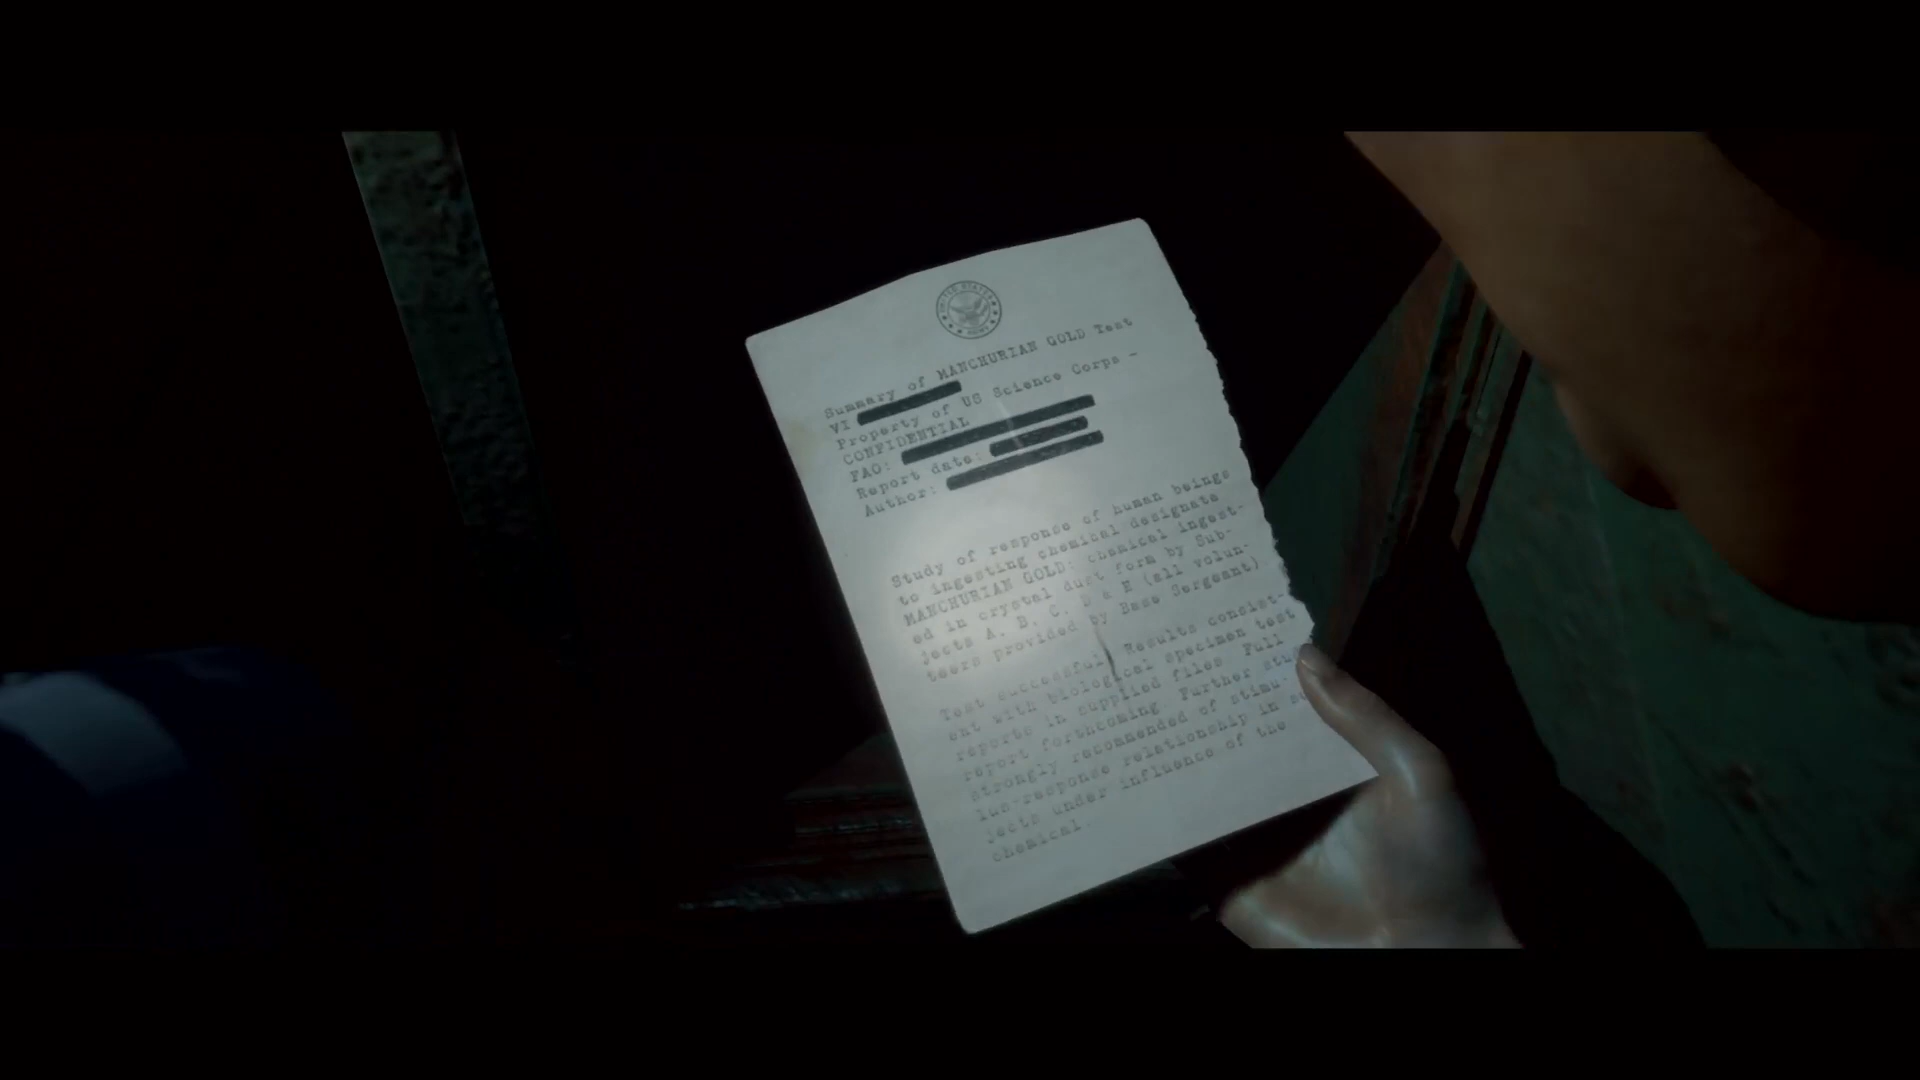 UNITED STATES
ARMY
Summary of MANCHURIAN GOLD Test
VI
Property of US Science Corps -
CONFIDENTIAL
FAO:
Report date:
Author:
Study of response of human beings
to ingesting chemical designate
MANCHURIAN GOLD: chemical ingest-
ed in crystal dust form by Sub-
jects A, B, C, D & E (all volun-
teers provided by Base Sergeant)
Test successful. Results consist-
ent with biological specimen test
reports in supplied files. Full
report forthcoming. Further stu
strongly recommended of stimu-
lus-response relationship in s
jects under influence of the
chemical.